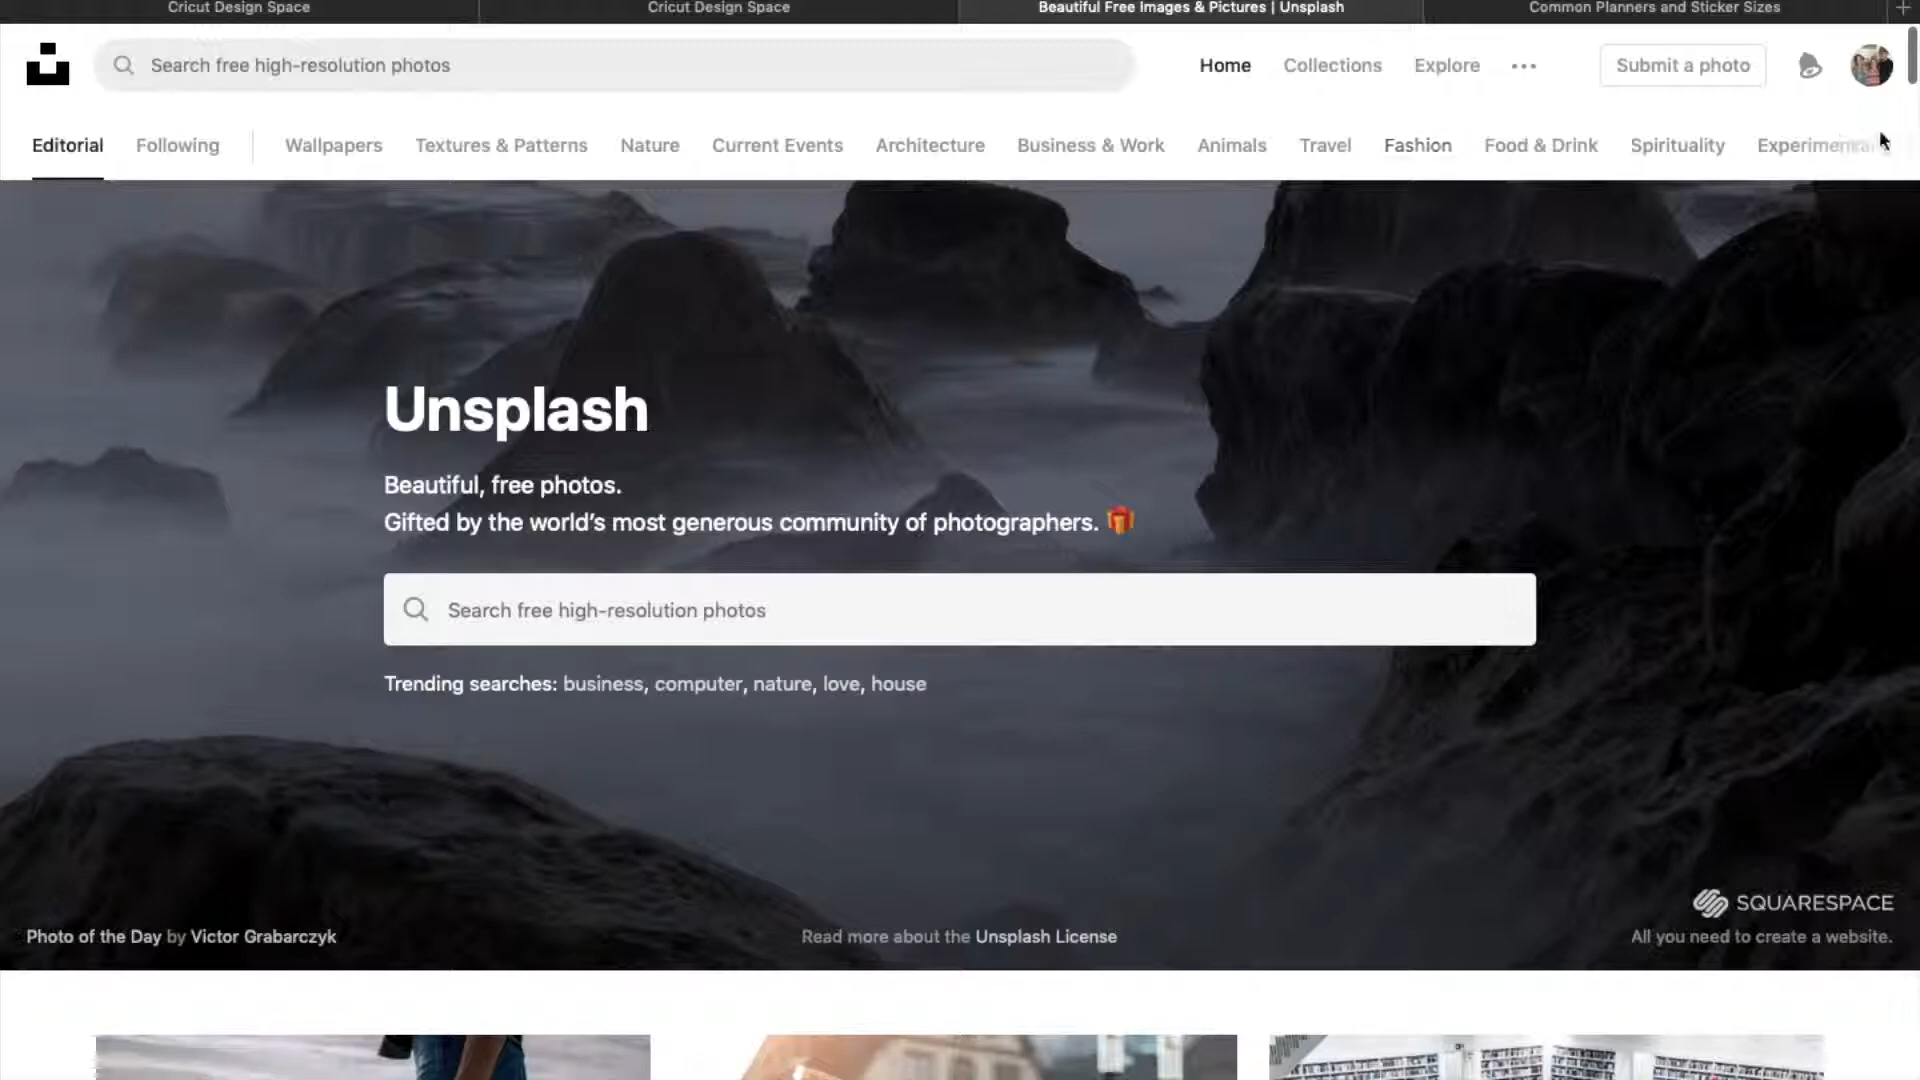 Cricut Design Space
Cricut Design Space
Beautiful Free Images & Pictures | Unsplash
Common Planners and Sticker Sizes
Search free high-resolution photos
Home
Collections
Explore
Submit a photo
Editorial
Following
Wallpapers
Textures & Patterns
Nature
Current Events
Architecture
Business & Work
Animals
Travel
Fashion
Food & Drink
Spirituality
Unsplash
Beautiful, free photos.
Gifted by the world's most generous community of photographers. 🎁
Search free high-resolution photos
Trending searches: business, computer, nature, love, house
SQUARESPACE
Photo of the Day by Victor Grabarczyk
Read more about the Unsplash License
All you need to create a website.